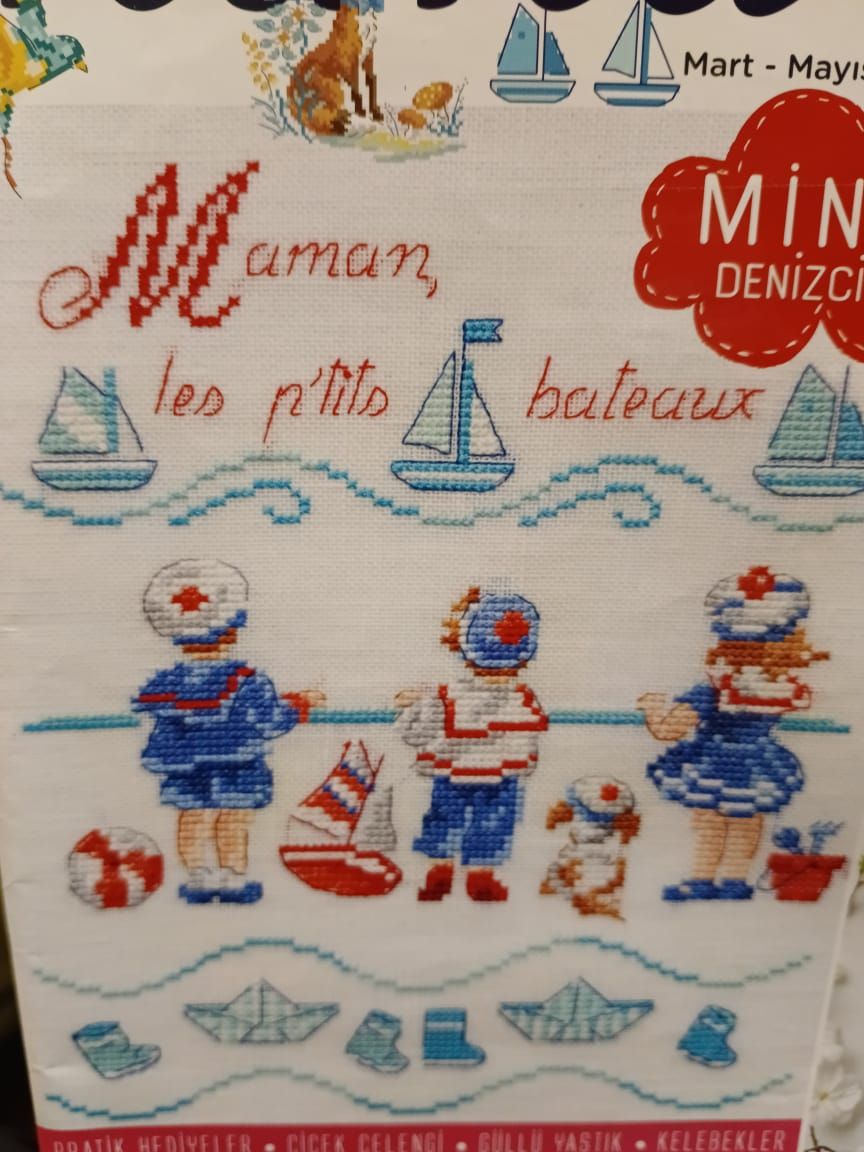 Mart - Mayıs
MİN
DENİZCİ
Maman,
les p'tits bateaux
PRATİK HEDİYELER • ÇİÇEK ÇELENGİ • GÜLLÜ YASTIK • KELEBEKLER